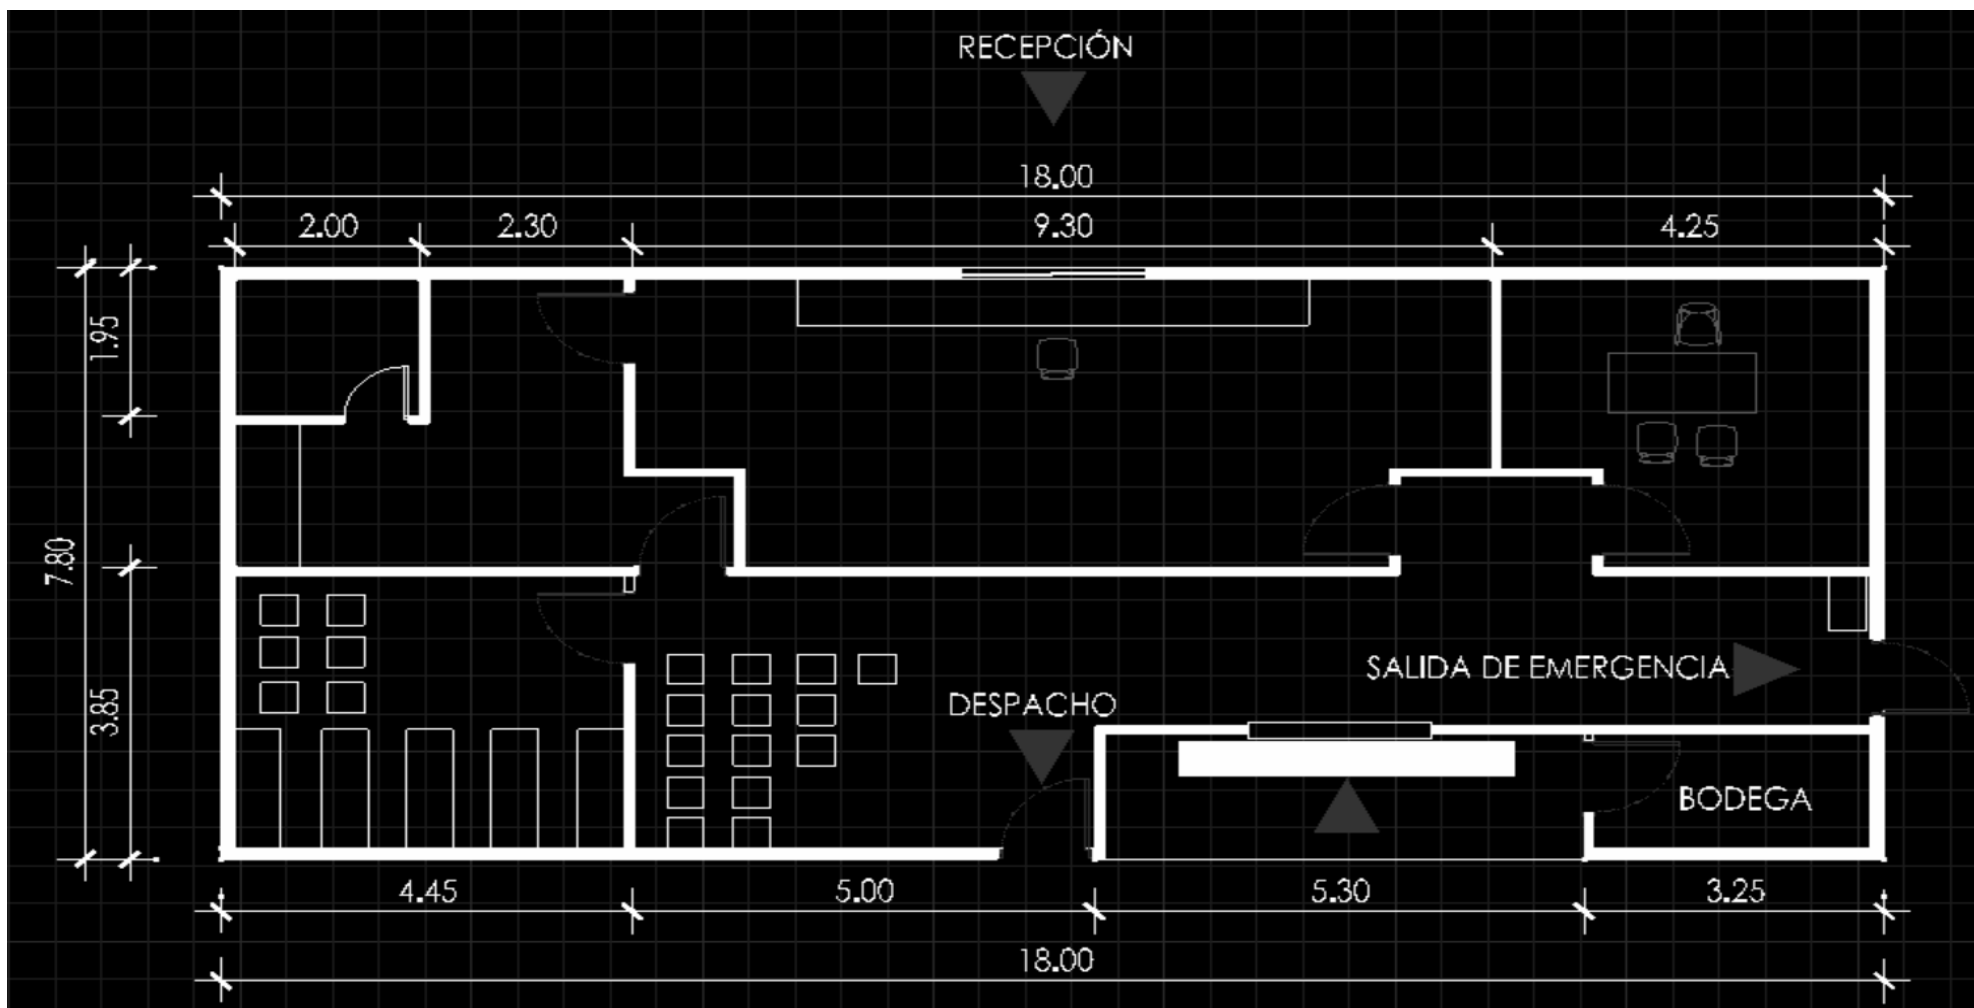 RECEPCIÓN
18.00
2.00 2.30 9.30 4.25
1.95
7.80
3.85
SALIDA DE EMERGENCIA
DESPACHO
BODEGA
4.45 5.00 5.30 3.25
18.00